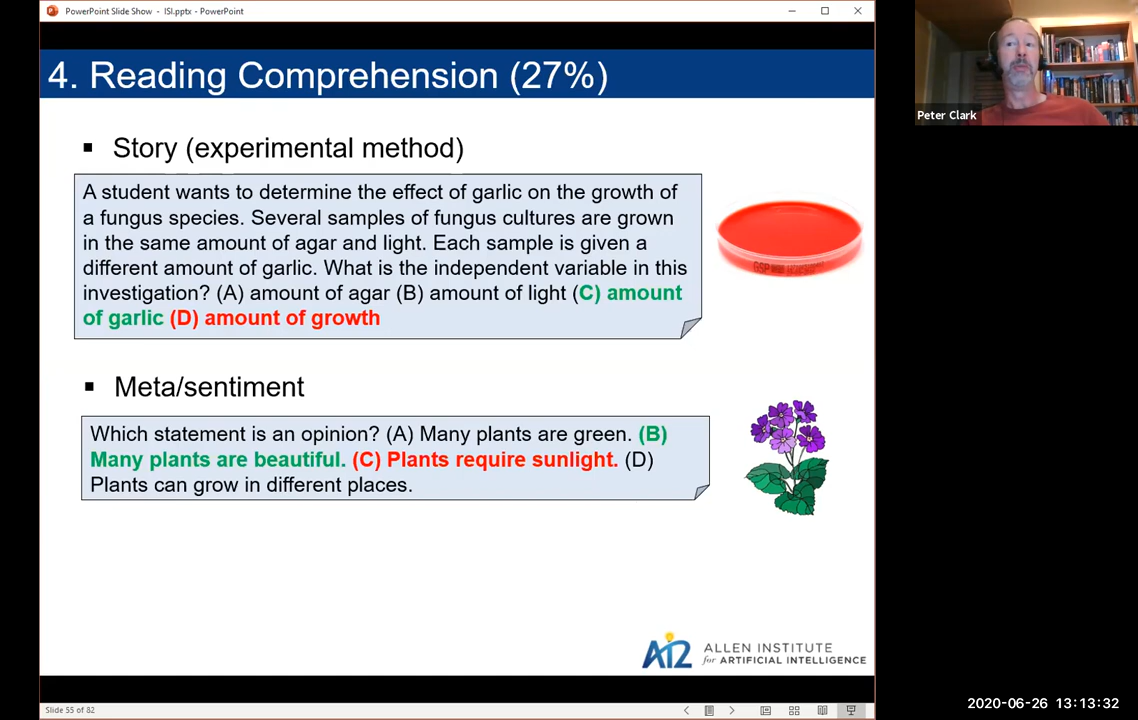 PowerPoint Slide Show - ISI.pptx - PowerPoint
4. Reading Comprehension (27%)
Story (experimental method)
A student wants to determine the effect of garlic on the growth of
a fungus species. Several samples of fungus cultures are grown
in the same amount of agar and light. Each sample is given a
different amount of garlic. What is the independent variable in this
investigation? (A) amount of agar (B) amount of light (C) amount
of garlic (D) amount of growth
GSP
Meta/sentiment
Which statement is an opinion? (A) Many plants are green. (B)
Many plants are beautiful. (C) Plants require sunlight. (D)
Plants can grow in different places.
AI2 ALLEN INSTITUTE
for ARTIFICIAL INTELLIGENCE
Slide 55 of 82
Peter Clark
2020-06-26 13:13:32